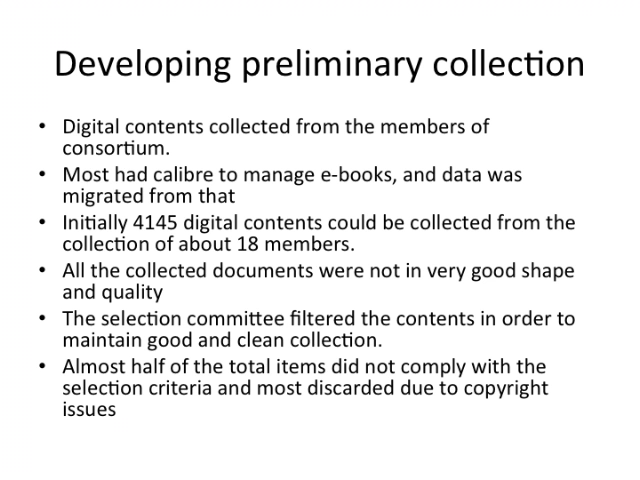 Developing preliminary collection
• Digital contents collected from the members of
consortium.
• Most had calibre to manage e-books, and data was
migrated from that
• Initially 4145 digital contents could be collected from the
collection of about 18 members.
• All the collected documents were not in very good shape
and quality
• The selection committee filtered the contents in order to
maintain good and clean collection.
• Almost half of the total items did not comply with the
selection criteria and most discarded due to copyright
issues